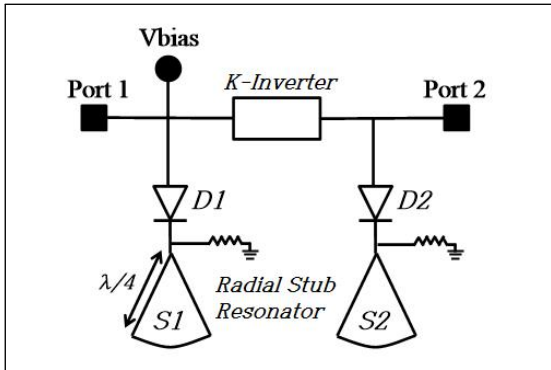 Vbias
Port 1
K-Inverter
Port 2
D1
D2
λ/4
S1
Radial Stub
Resonator
S2